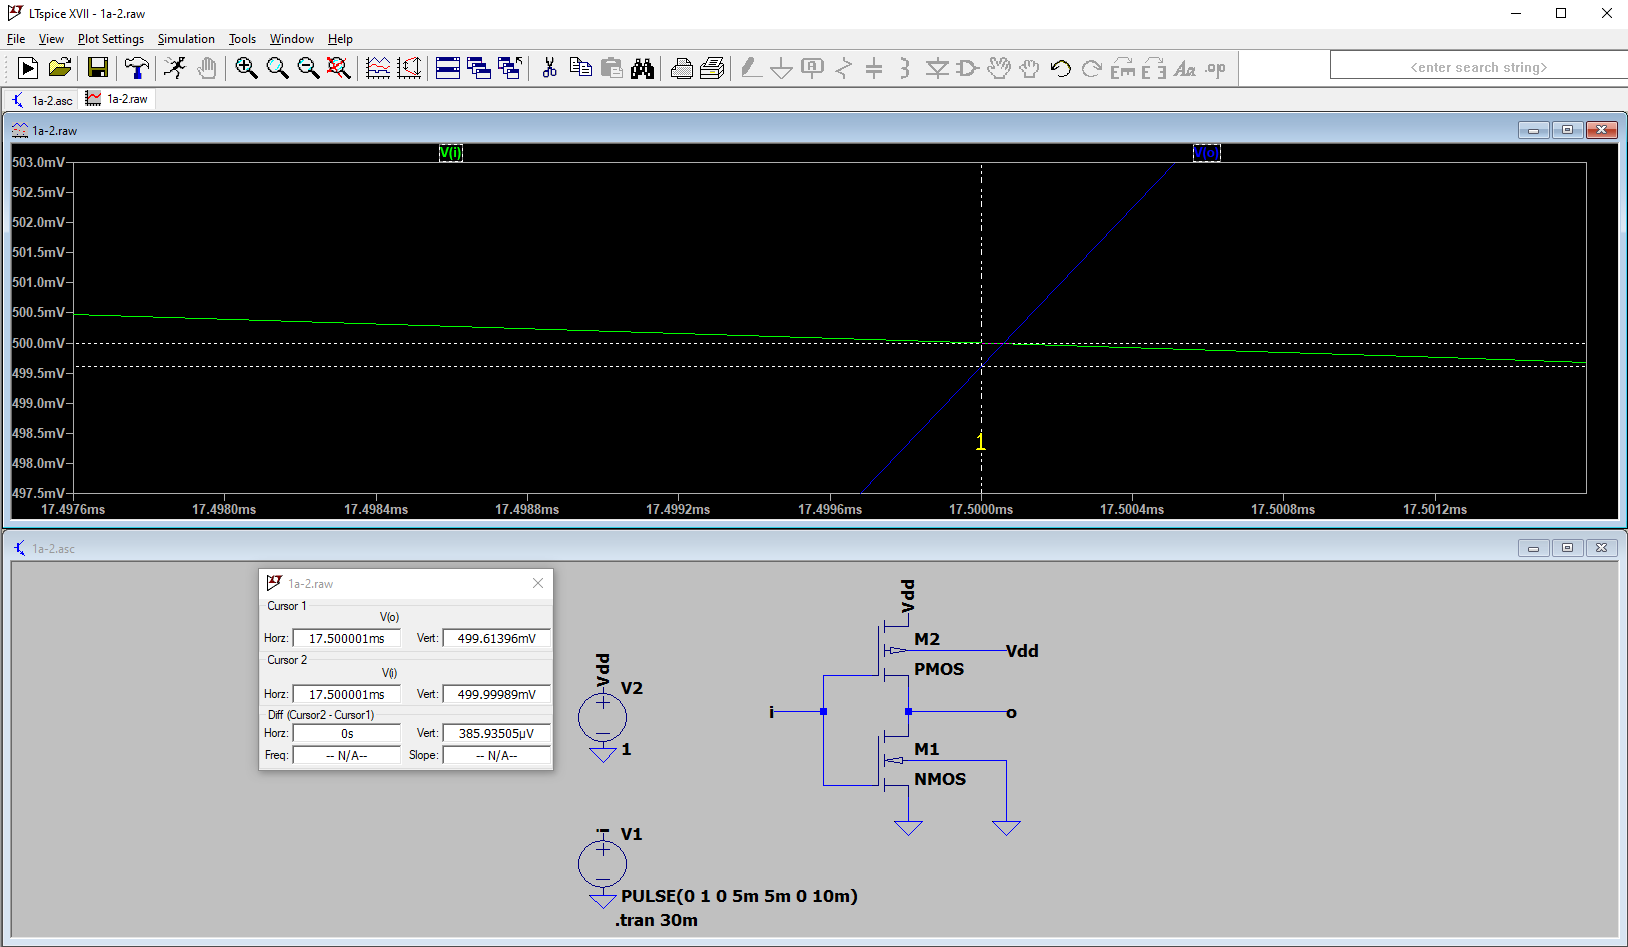 LTspice XVII - 1a-2.raw
File View Plot Settings Simulation Tools Window Help
<enter search string>
1a-2.asc 1a-2.raw
1a-2.raw
V(i) V(o)
503.0mV
502.5mV
502.0mV
501.5mV
501.0mV
500.5mV
500.0mV
499.5mV
499.0mV
498.5mV
498.0mV
497.5mV
1
17.4976ms 17.4980ms 17.4984ms 17.4988ms 17.4992ms 17.4996ms 17.5000ms 17.5004ms 17.5008ms 17.5012ms
1a-2.asc
1a-2.raw
Cursor 1
V(o)
Horz: 17.500001ms Vert: 499.61396mV
Cursor 2
V(i)
Horz: 17.500001ms Vert: 499.99989mV
Diff (Cursor2 - Cursor1)
Horz: 0s Vert: 385.93505µV
Freq: -- N/A-- Slope: -- N/A--
Vdd
V2
1
i
V1
PULSE(0 1 0 5m 5m 0 10m)
.tran 30m
Vdd
M2
Vdd
PMOS
i
o
M1
NMOS
Aa .op